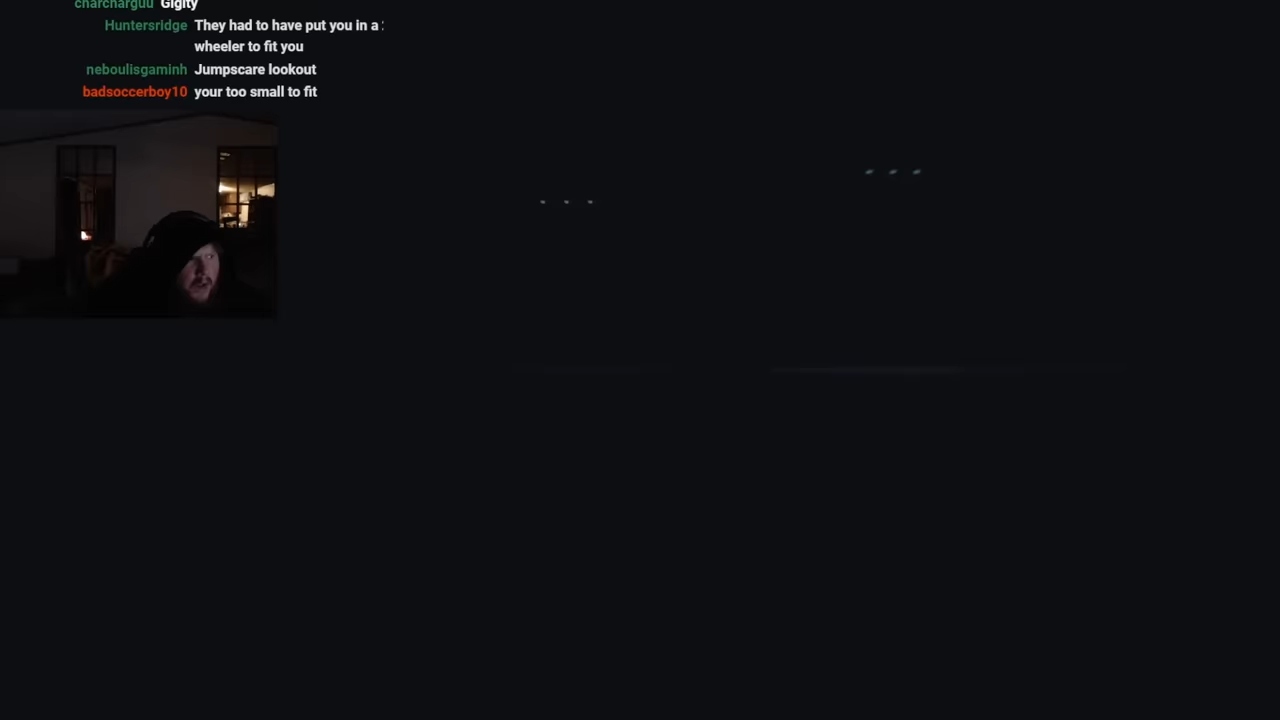 charcharguu Gigity
Huntersridge They had to have put you in a
wheeler to fit you
neboulisgaminh Jumpscare lookout
badsoccerboy10 your too small to fit